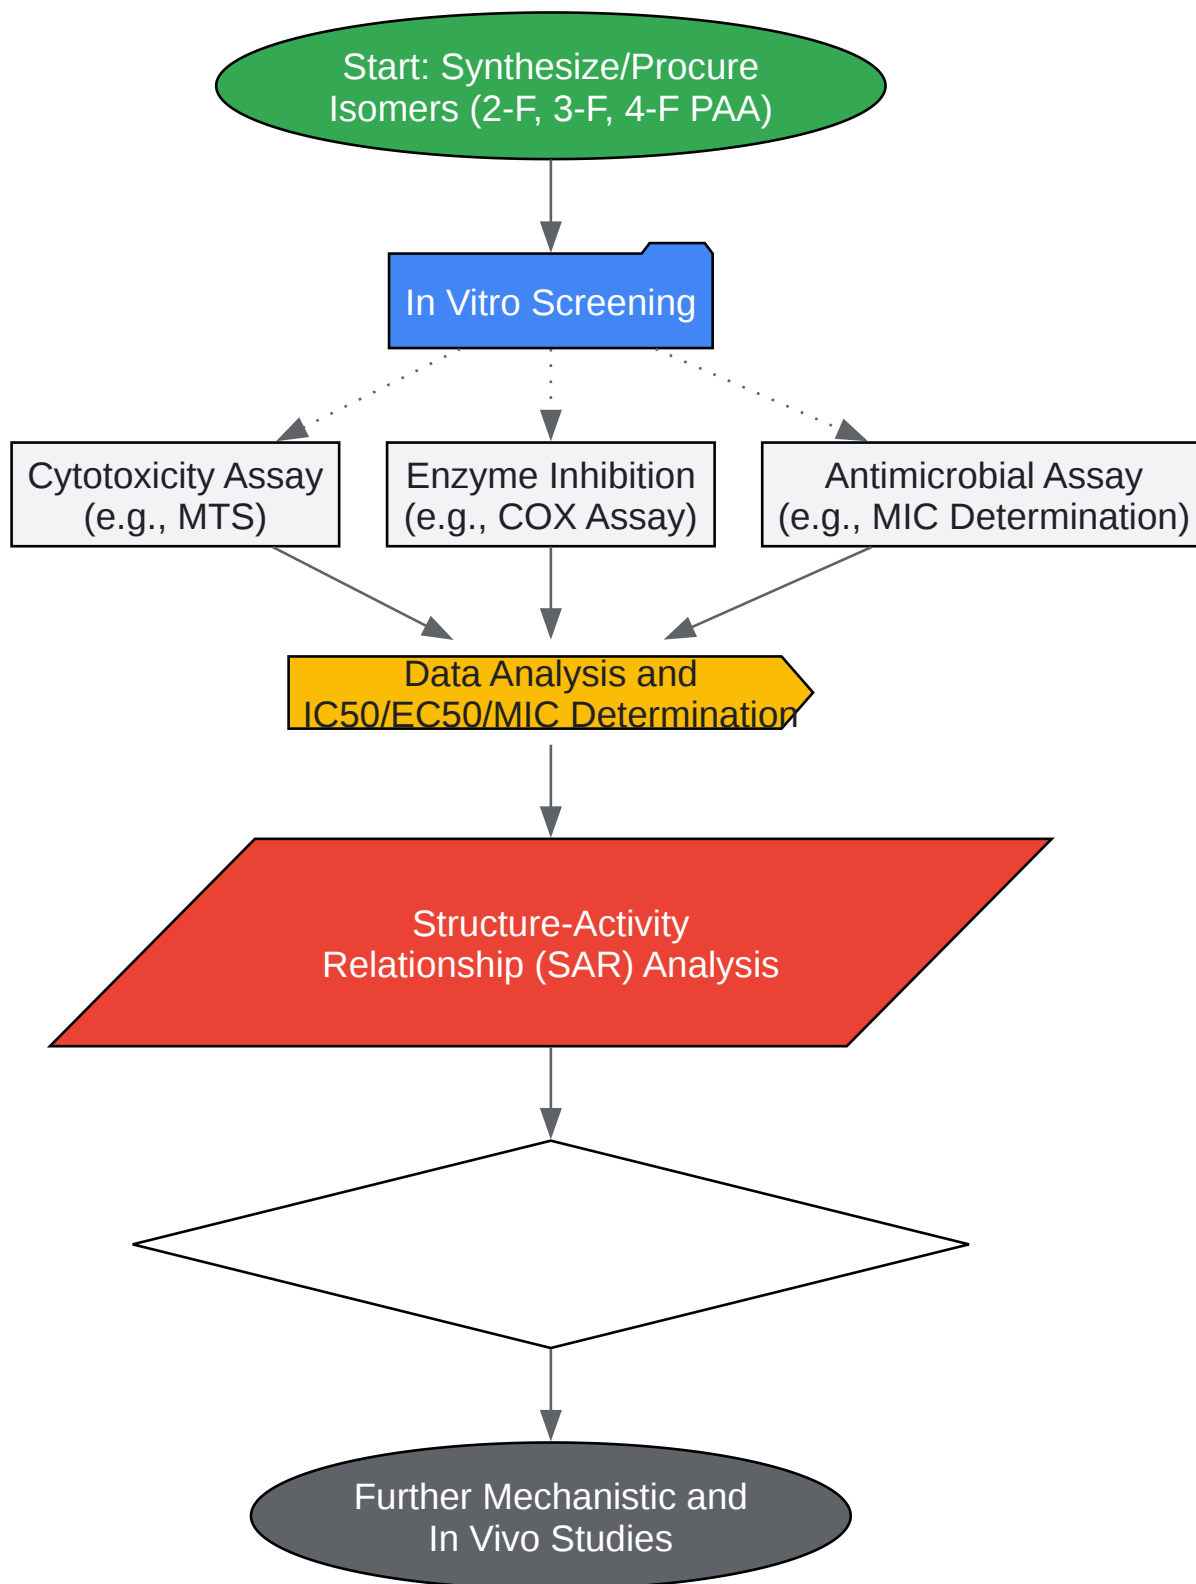 Start: Synthesize/Procure
Isomers (2-F, 3-F, 4-F PAA)
In Vitro Screening
Cytotoxicity Assay
(e.g., MTS)
Enzyme Inhibition
(e.g., COX Assay)
Antimicrobial Assay
(e.g., MIC Determination)
Data Analysis and
IC50/EC50/MIC Determination
Structure-Activity
Relationship (SAR) Analysis
Further Mechanistic and
In Vivo Studies